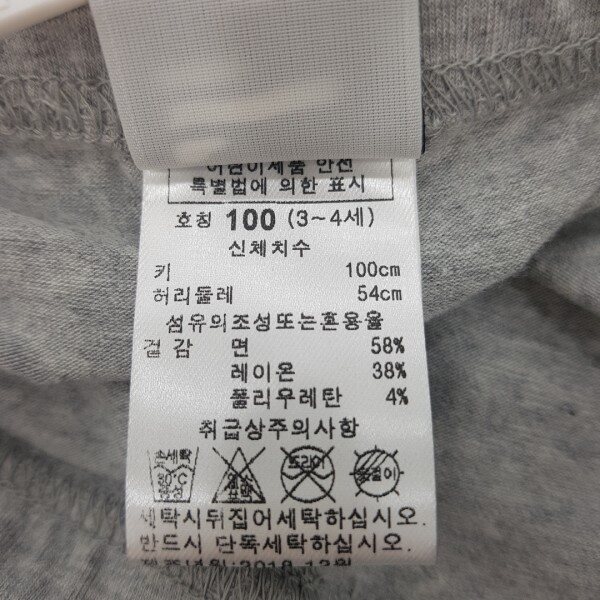 어린이제품 안전
특별법에 의한 표시
호칭 100 (3~4세)
신체치수
키 100cm
허리둘레 54cm
섬유의조성또는혼용율
겉감 면 58%
레이온 38%
폴리우레탄 4%
취급상주의사항
손세탁 드라이 옷걸이
30°C
중성
세탁시뒤집어세탁하십시오.
반드시 단독세탁하십시오.